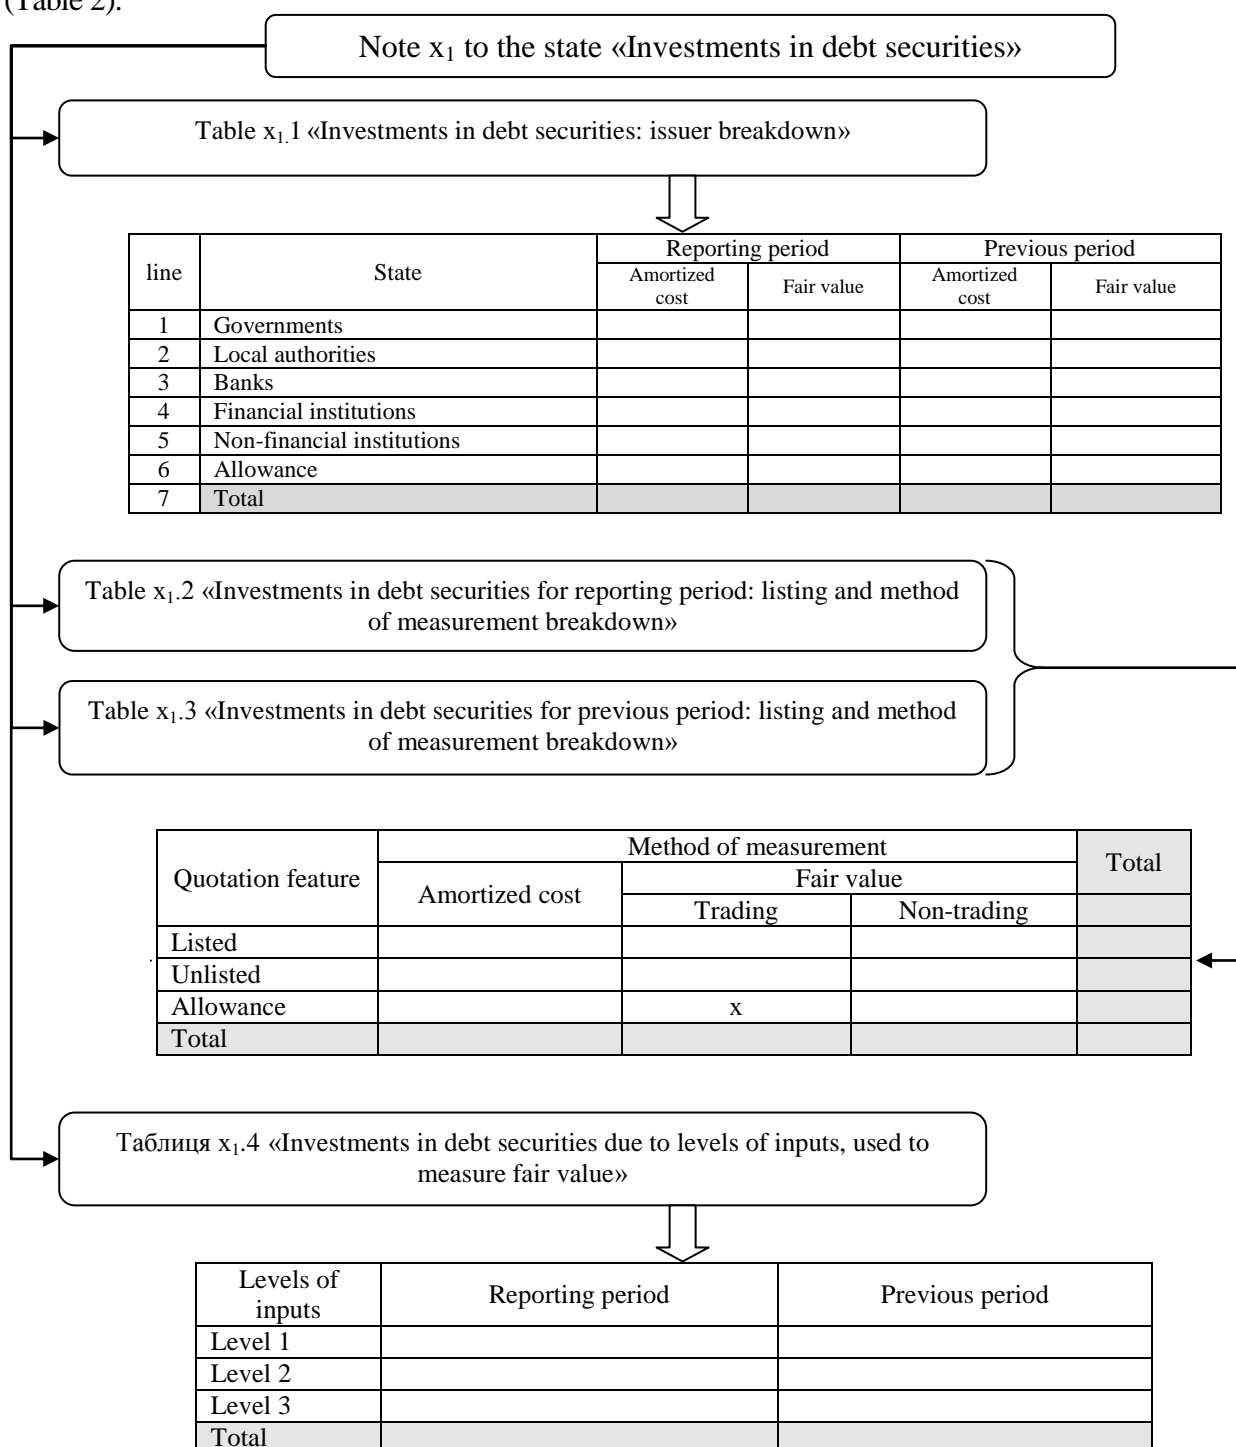 (Table 2).
Note x₁ to the state «Investments in debt securities»
Table x₁.1 «Investments in debt securities: issuer breakdown»
line State Reporting period Previous period
Amortized cost Fair value Amortized cost Fair value
1 Governments
2 Local authorities
3 Banks
4 Financial institutions
5 Non-financial institutions
6 Allowance
7 Total
Table x₁.2 «Investments in debt securities for reporting period: listing and method
of measurement breakdown»
Table x₁.3 «Investments in debt securities for previous period: listing and method
of measurement breakdown»
Quotation feature Method of measurement Total
Amortized cost Fair value
Trading Non-trading
Listed
Unlisted
Allowance x
Total
Таблиця x₁.4 «Investments in debt securities due to levels of inputs, used to
measure fair value»
Levels of
inputs Reporting period Previous period
Level 1
Level 2
Level 3
Total